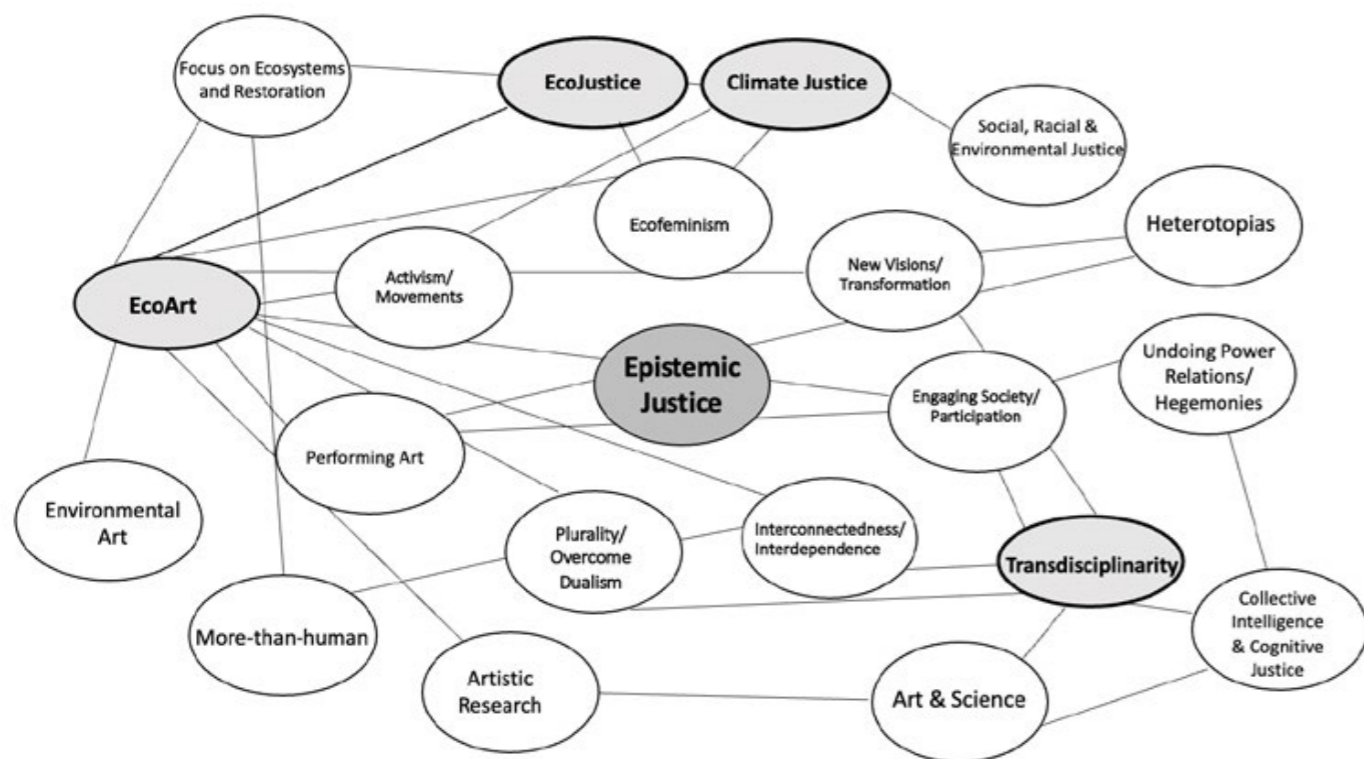 Focus on Ecosystems
and Restoration
EcoJustice
Climate Justice
Social, Racial &
Environmental Justice
Ecofeminism
Heterotopias
New Visions/
Transformation
Activism/
Movements
EcoArt
Epistemic
Justice
Undoing Power
Relations/
Hegemonies
Engaging Society/
Participation
Performing Art
Environmental
Art
Plurality/
Overcome
Dualism
Interconnectedness/
Interdependence
Transdisciplinarity
More-than-human
Collective
Intelligence
& Cognitive
Justice
Artistic
Research
Art & Science